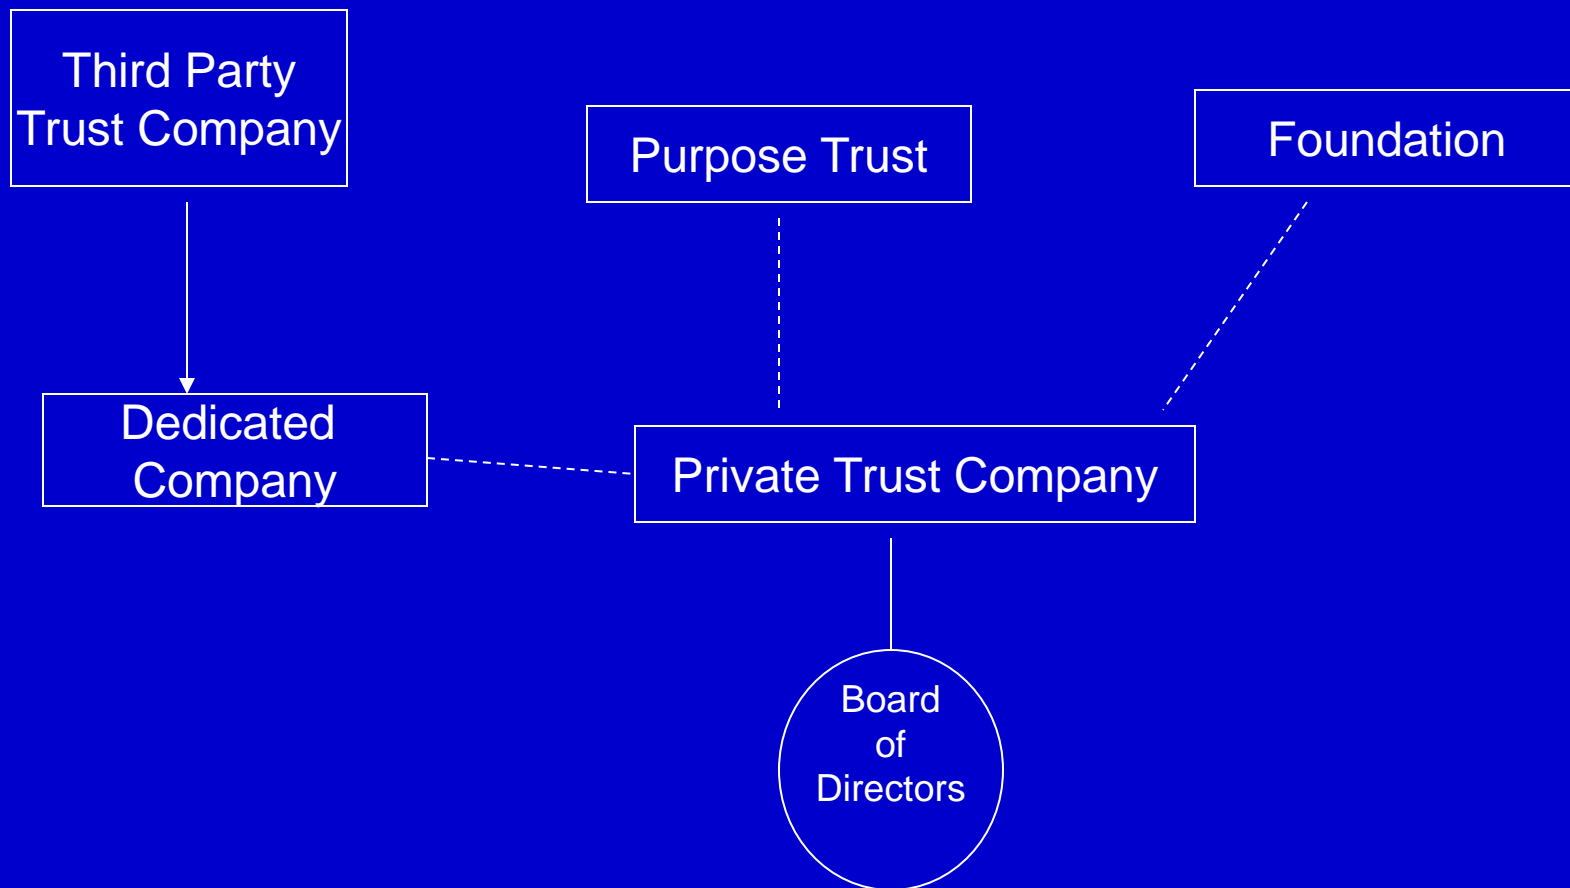 Third Party
Trust Company
Purpose Trust
Foundation
Dedicated
Company
Private Trust Company
Board
of
Directors